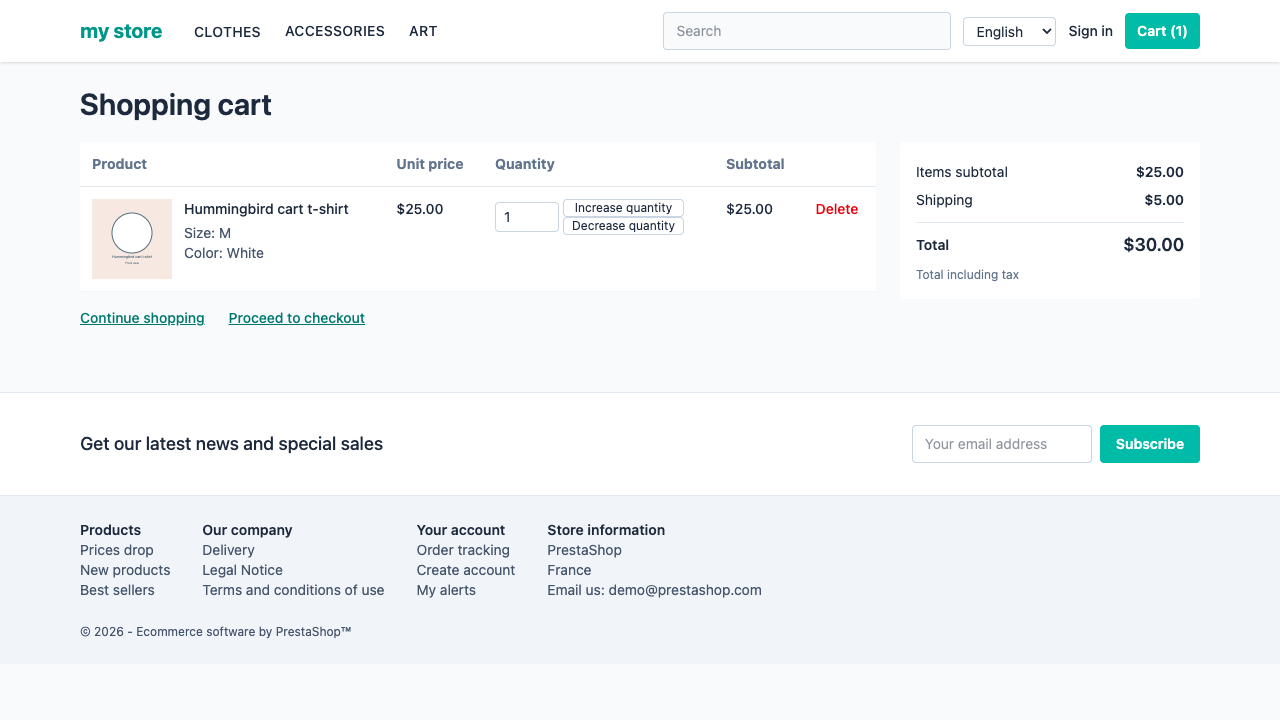 my store
CLOTHES
ACCESSORIES
ART
Search
English
Sign in
Cart (1)
Shopping cart
Product
Unit price
Quantity
Subtotal
Hummingbird cart t-shirt
Size: M
Color: White
$25.00
1
Increase quantity
Decrease quantity
$25.00
Delete
Hummingbird cart t-shirt
Continue shopping
Proceed to checkout
Items subtotal
$25.00
Shipping
$5.00
Total
$30.00
Total including tax
Get our latest news and special sales
Your email address
Subscribe
Products
Prices drop
New products
Best sellers
Our company
Delivery
Legal Notice
Terms and conditions of use
Your account
Order tracking
Create account
My alerts
Store information
PrestaShop
France
Email us: demo@prestashop.com
© 2026 - Ecommerce software by PrestaShop™